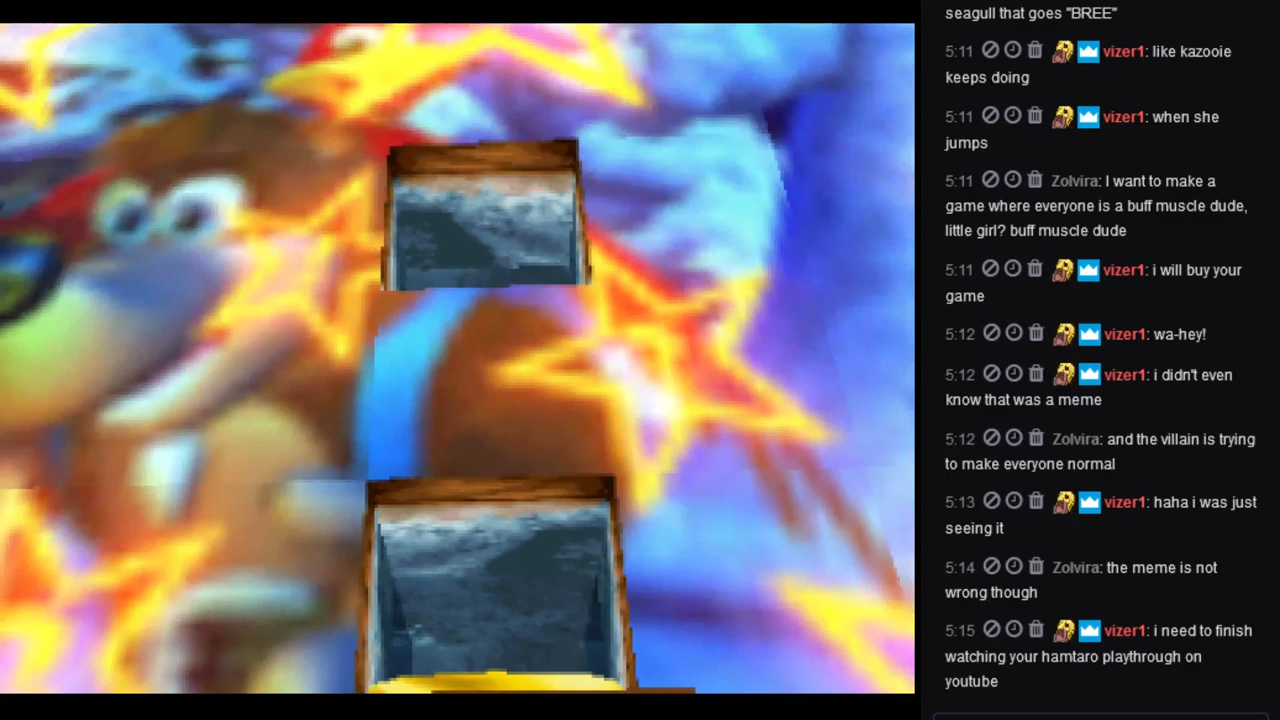 seagull that goes "BREE"
5:11 vizer1: like kazooie
keeps doing
5:11 vizer1: when she
jumps
5:11 Zolvira: I want to make a
game where everyone is a buff muscle dude,
little girl? buff muscle dude
5:11 vizer1: i will buy your
game
5:12 vizer1: wa-hey!
5:12 vizer1: i didn't even
know that was a meme
5:12 Zolvira: and the villain is trying
to make everyone normal
5:13 vizer1: haha i was just
seeing it
5:14 Zolvira: the meme is not
wrong though
5:15 vizer1: i need to finish
watching your hamtaro playthrough on
youtube